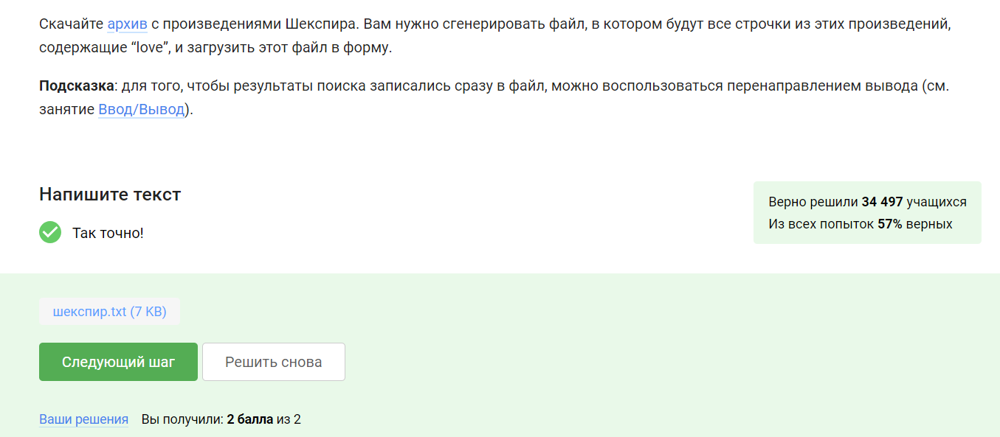 Скачайте архив с произведениями Шекспира. Вам нужно сгенерировать файл, в котором будут все строчки из этих произведений,
содержащие “love”, и загрузить этот файл в форму.
Подсказка: для того, чтобы результаты поиска записались сразу в файл, можно воспользоваться перенаправлением вывода (см.
занятие Ввод/Вывод).
Напишите текст
Так точно!
Верно решили 34 497 учащихся
Из всех попыток 57% верных
шекспир.txt (7 KB)
Следующий шаг
Решить снова
Ваши решения Вы получили: 2 балла из 2